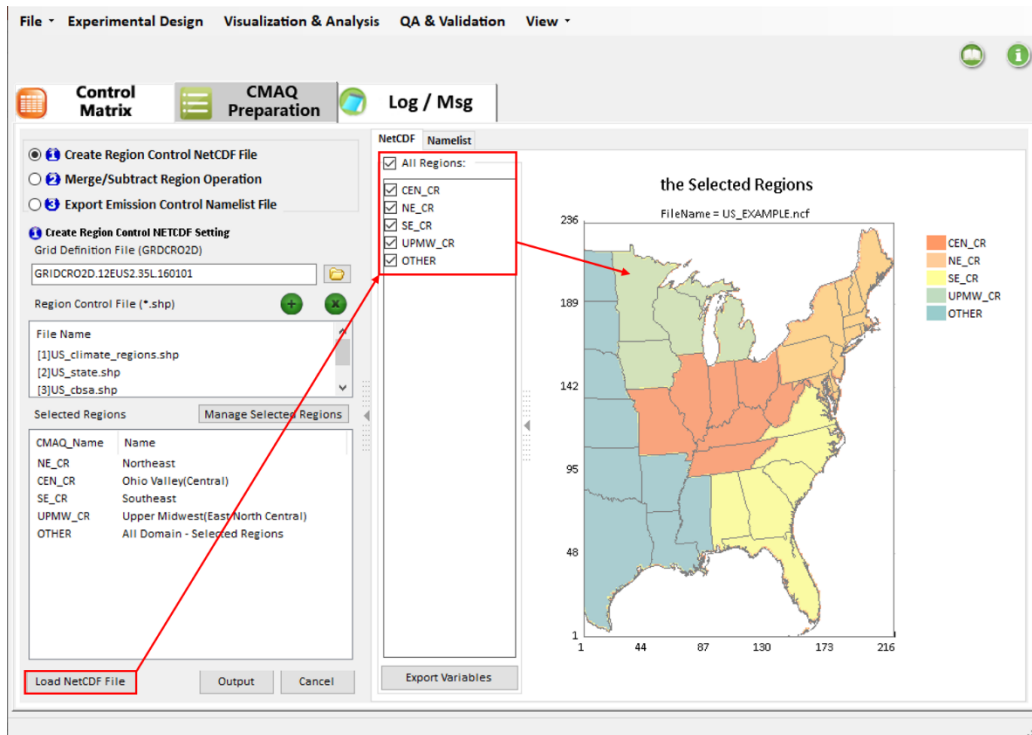 File Experimental Design Visualization & Analysis QA & Validation View
Control Matrix
CMAQ Preparation
Log / Msg
1 Create Region Control NetCDF File
2 Merge/Subtract Region Operation
3 Export Emission Control Namelist File
1 Create Region Control NETCDF Setting
Grid Definition File (GRDCRO2D)
GRIDCRO2D.12EUS2.35L.160101
Region Control File (*.shp)
File Name
[1]US_climate_regions.shp
[2]US_state.shp
[3]US_cbsa.shp
Selected Regions Manage Selected Regions
CMAQ_Name Name
NE_CR Northeast
CEN_CR Ohio Valley(Central)
SE_CR Southeast
UPMW_CR Upper Midwest(East North Central)
OTHER All Domain - Selected Regions
Load NetCDF File Output Cancel
NetCDF Namelist
All Regions:
CEN_CR
NE_CR
SE_CR
UPMW_CR
OTHER
Export Variables
the Selected Regions
FileName = US_EXAMPLE.ncf
236
189
142
95
48
1
1 44 87 130 173 216
CEN_CR
NE_CR
SE_CR
UPMW_CR
OTHER